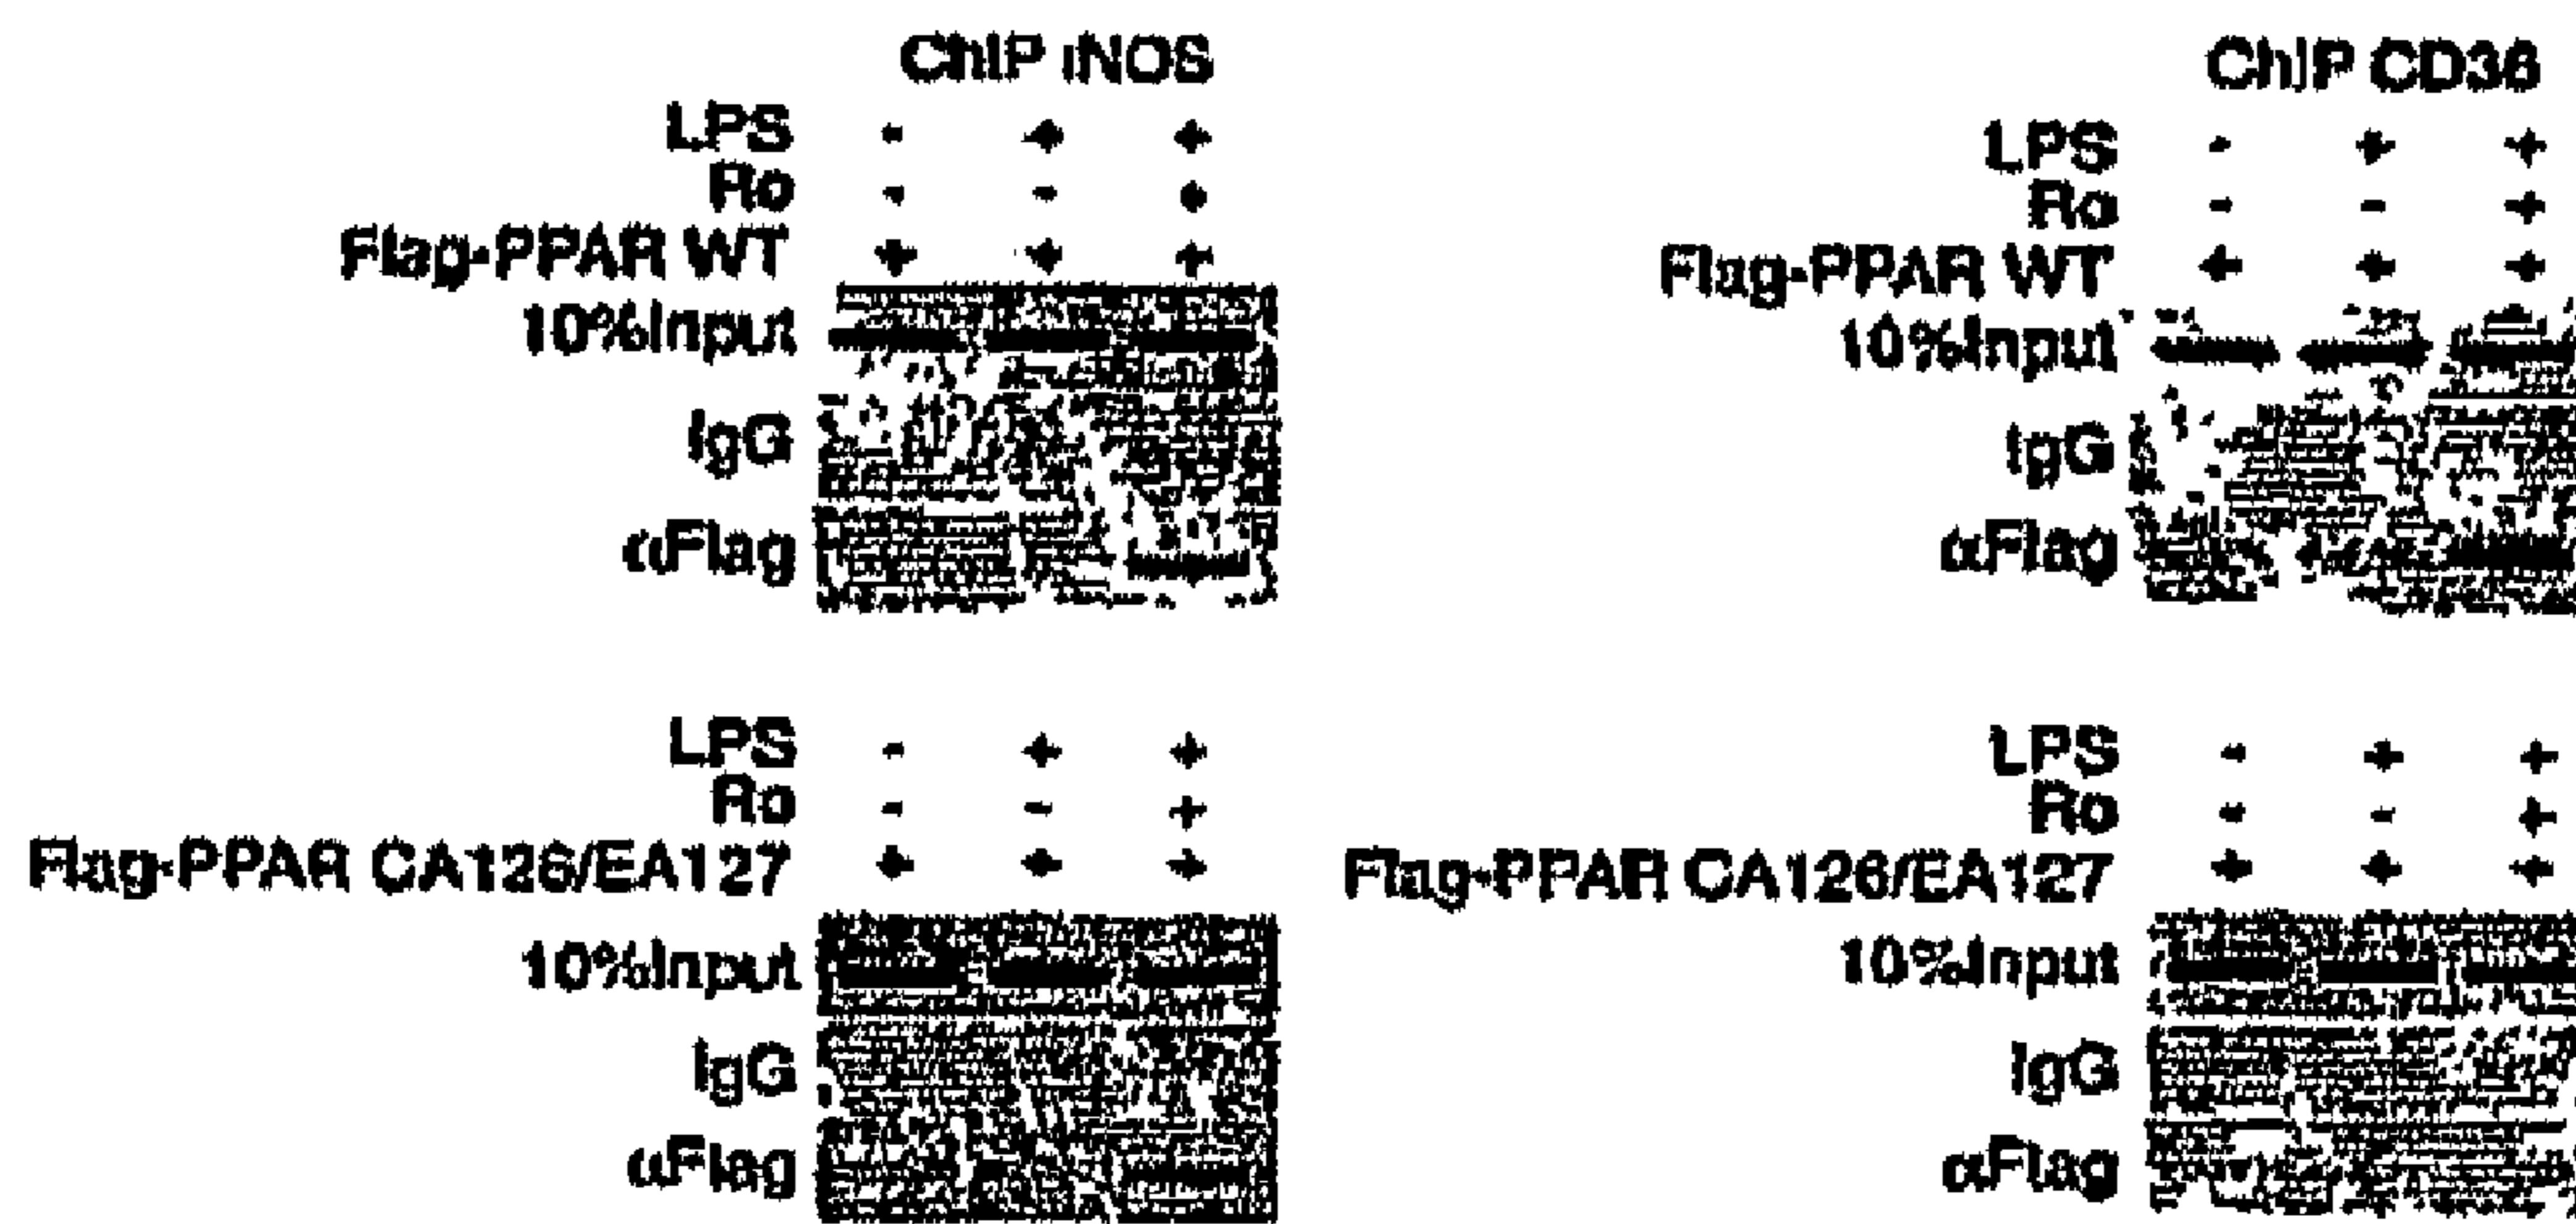 ChIP iNOS
LPS - + +
Ro - - +
Flag-PPAR WT + + +
10%Input
IgG
αFlag
ChIP CD36
LPS - + +
Ro - - +
Flag-PPAR WT + + +
10%Input
IgG
αFlag
LPS - + +
Ro - - +
Flag-PPAR CA126/EA127 + + +
10%Input
IgG
αFlag
LPS - + +
Ro - - +
Flag-PPAR CA126/EA127 + + +
10%Input
IgG
αFlag